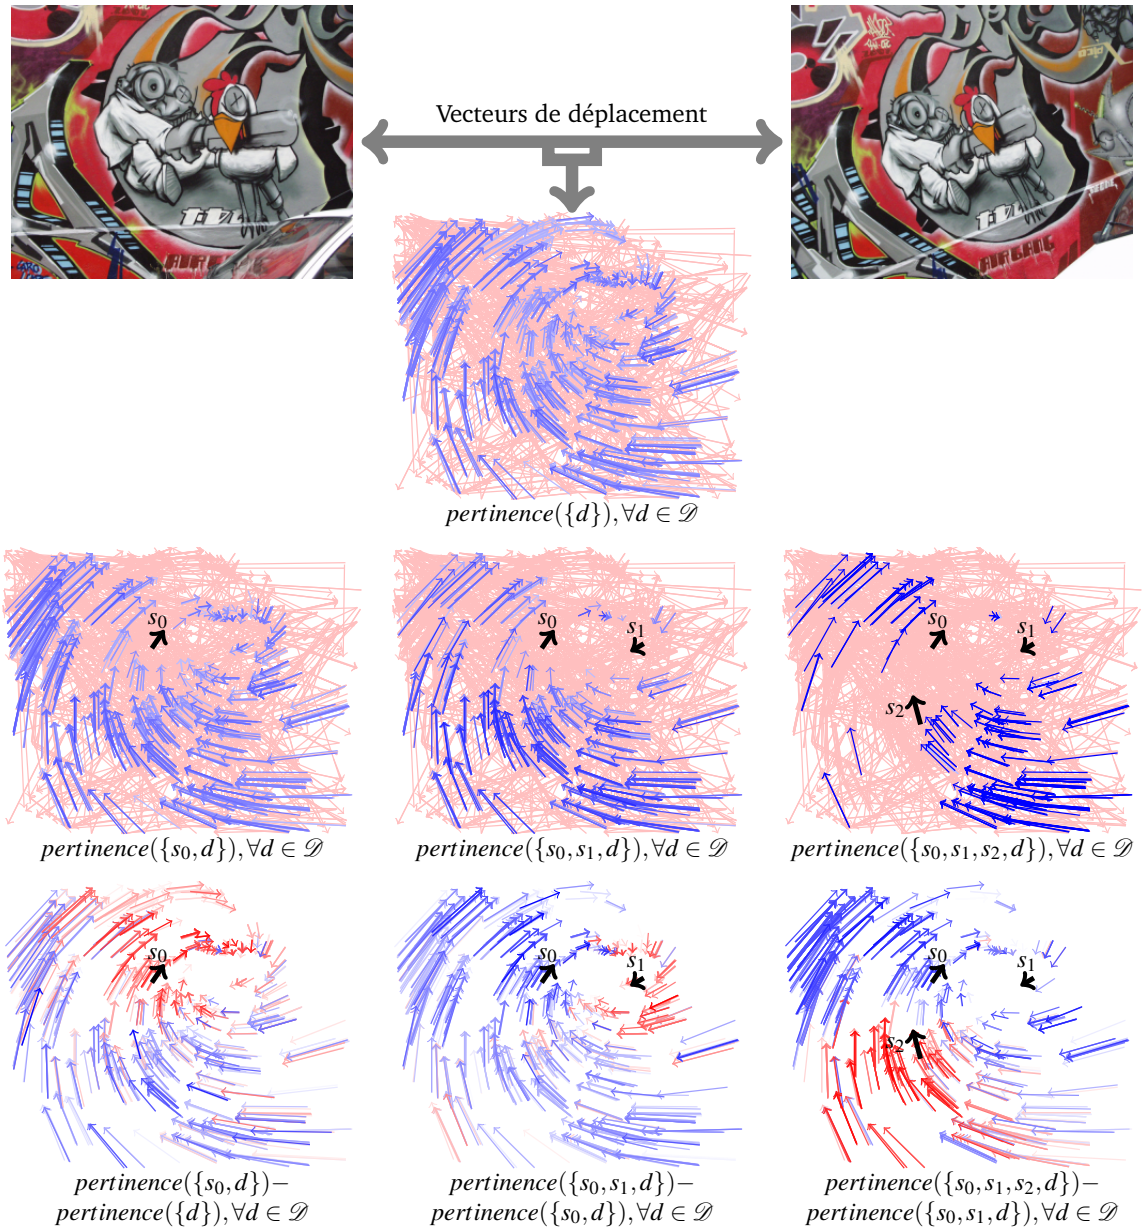 Vecteurs de déplacement
pertinence({d}),∀d ∈ 𝒟
s₀
s₀
s₁
s₀
s₁
s₂
pertinence({s₀,d}),∀d ∈ 𝒟
pertinence({s₀,s₁,d}),∀d ∈ 𝒟
pertinence({s₀,s₁,s₂,d}),∀d ∈ 𝒟
s₀
s₀
s₁
s₀
s₁
s₂
pertinence({s₀,d})−
pertinence({d}),∀d ∈ 𝒟
pertinence({s₀,s₁,d})−
pertinence({s₀,d}),∀d ∈ 𝒟
pertinence({s₀,s₁,s₂,d})−
pertinence({s₀,s₁,d}),∀d ∈ 𝒟